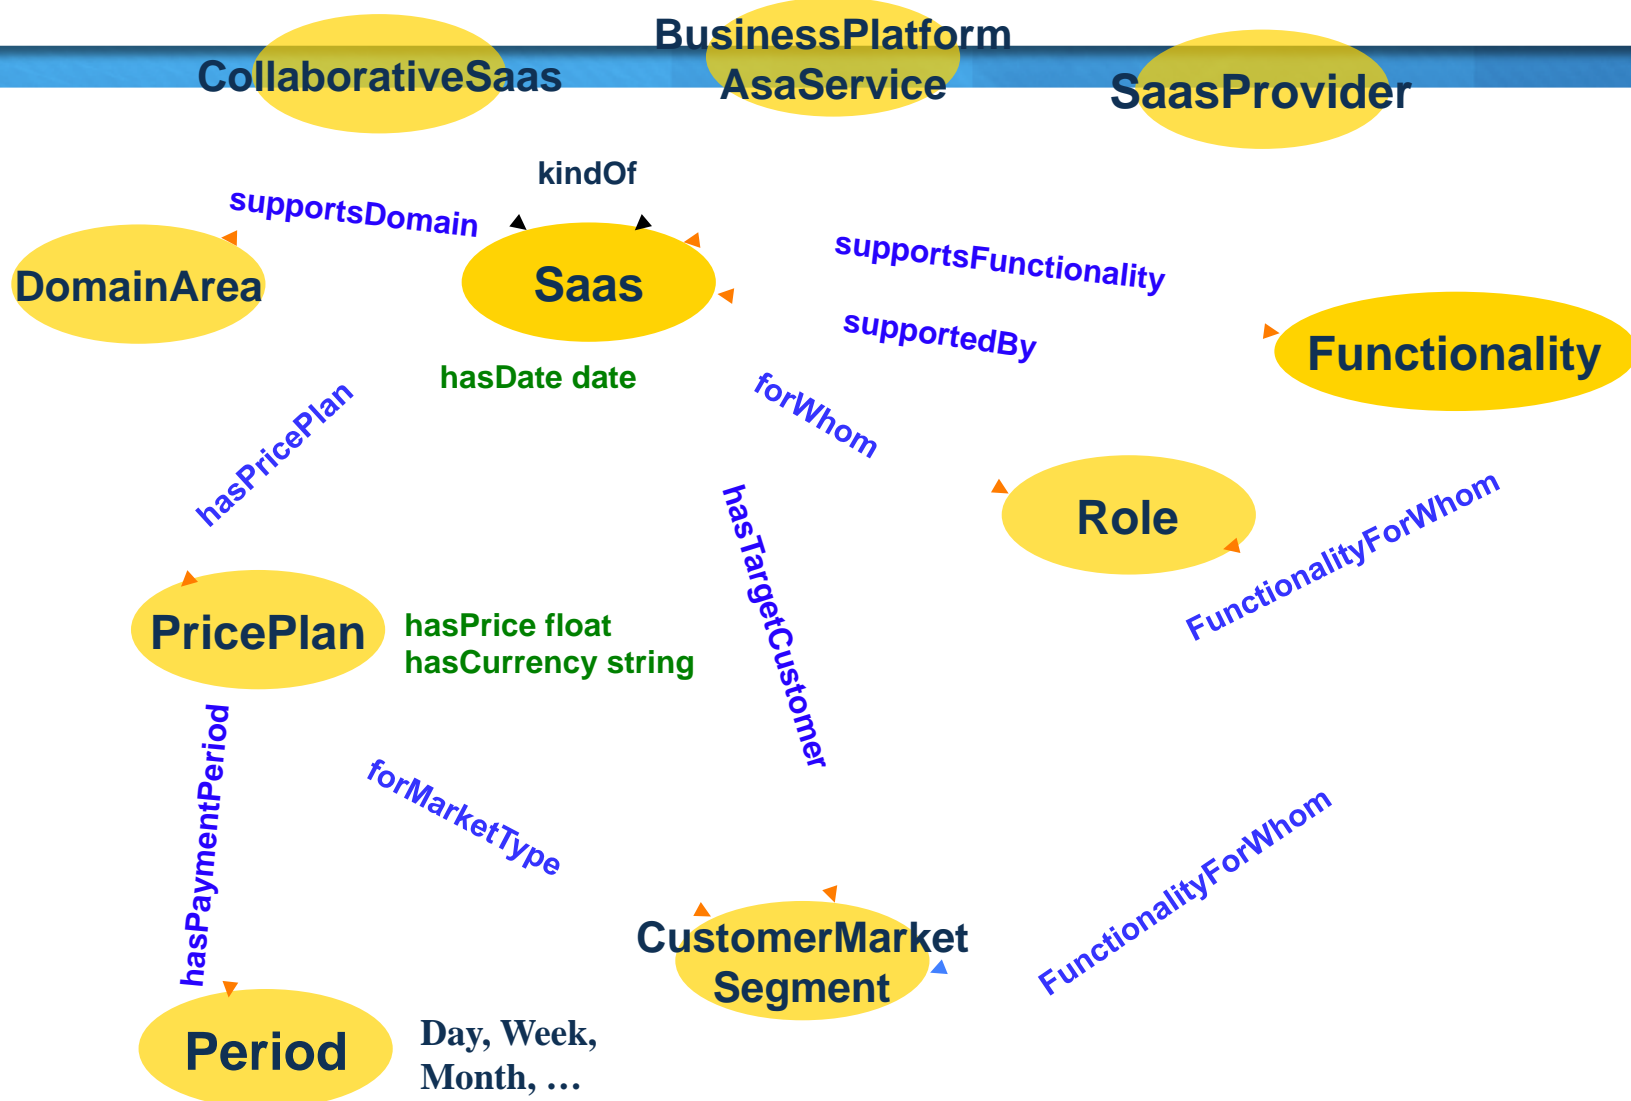 BusinessPlatform
AsaService
CollaborativeSaas
SaasProvider
kindOf
supportsDomain
DomainArea
Saas
supportsFunctionality
supportedBy
Functionality
hasDate date
forWhom
hasPricePlan
Role
hasTargetCustomer
FunctionalityForWhom
PricePlan
hasPrice float
hasCurrency string
hasPaymentPeriod
forMarketType
FunctionalityForWhom
CustomerMarket
Segment
Period
Day, Week,
Month, …